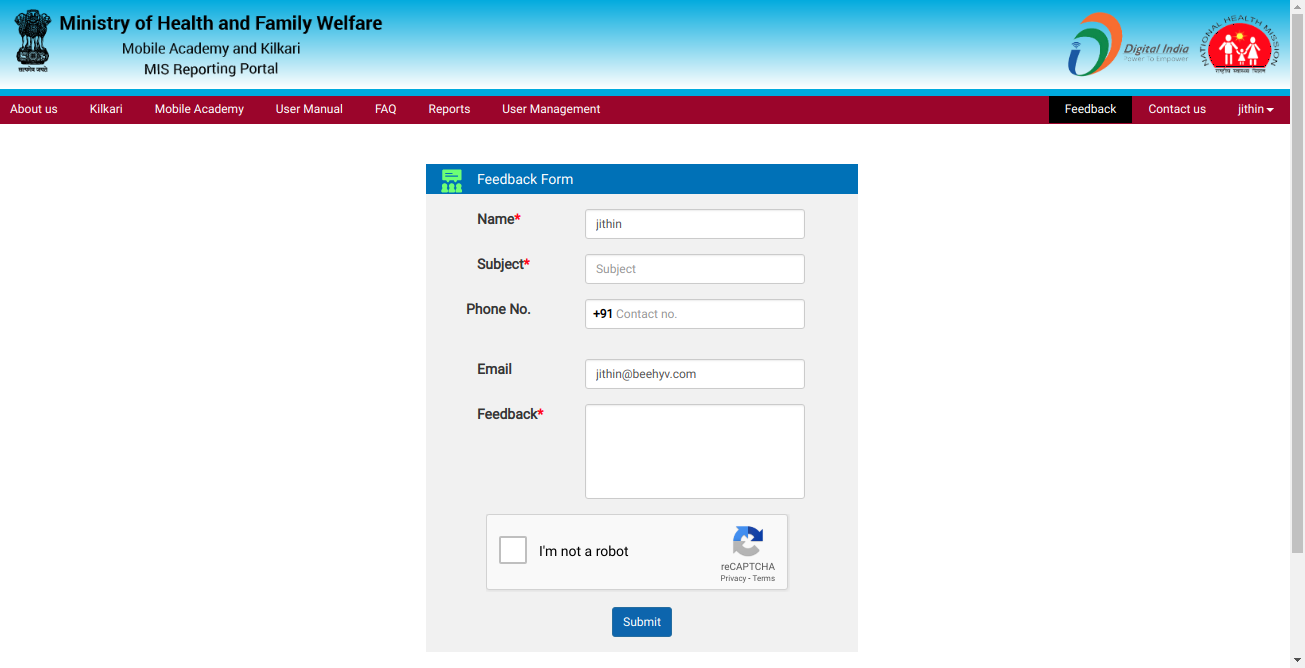 Ministry of Health and Family Welfare
Mobile Academy and Kilkari
MIS Reporting Portal
सत्यमेव जयते
Digital India
Power To Empower
NATIONAL HEALTH MISSION
राष्ट्रीय स्वास्थ्य मिशन
About us Kilkari Mobile Academy User Manual FAQ Reports User Management Feedback Contact us jithin
Feedback Form
Name* jithin
Subject* Subject
Phone No. +91 Contact no.
Email jithin@beehyv.com
Feedback*
I'm not a robot
reCAPTCHA
Privacy - Terms
Submit